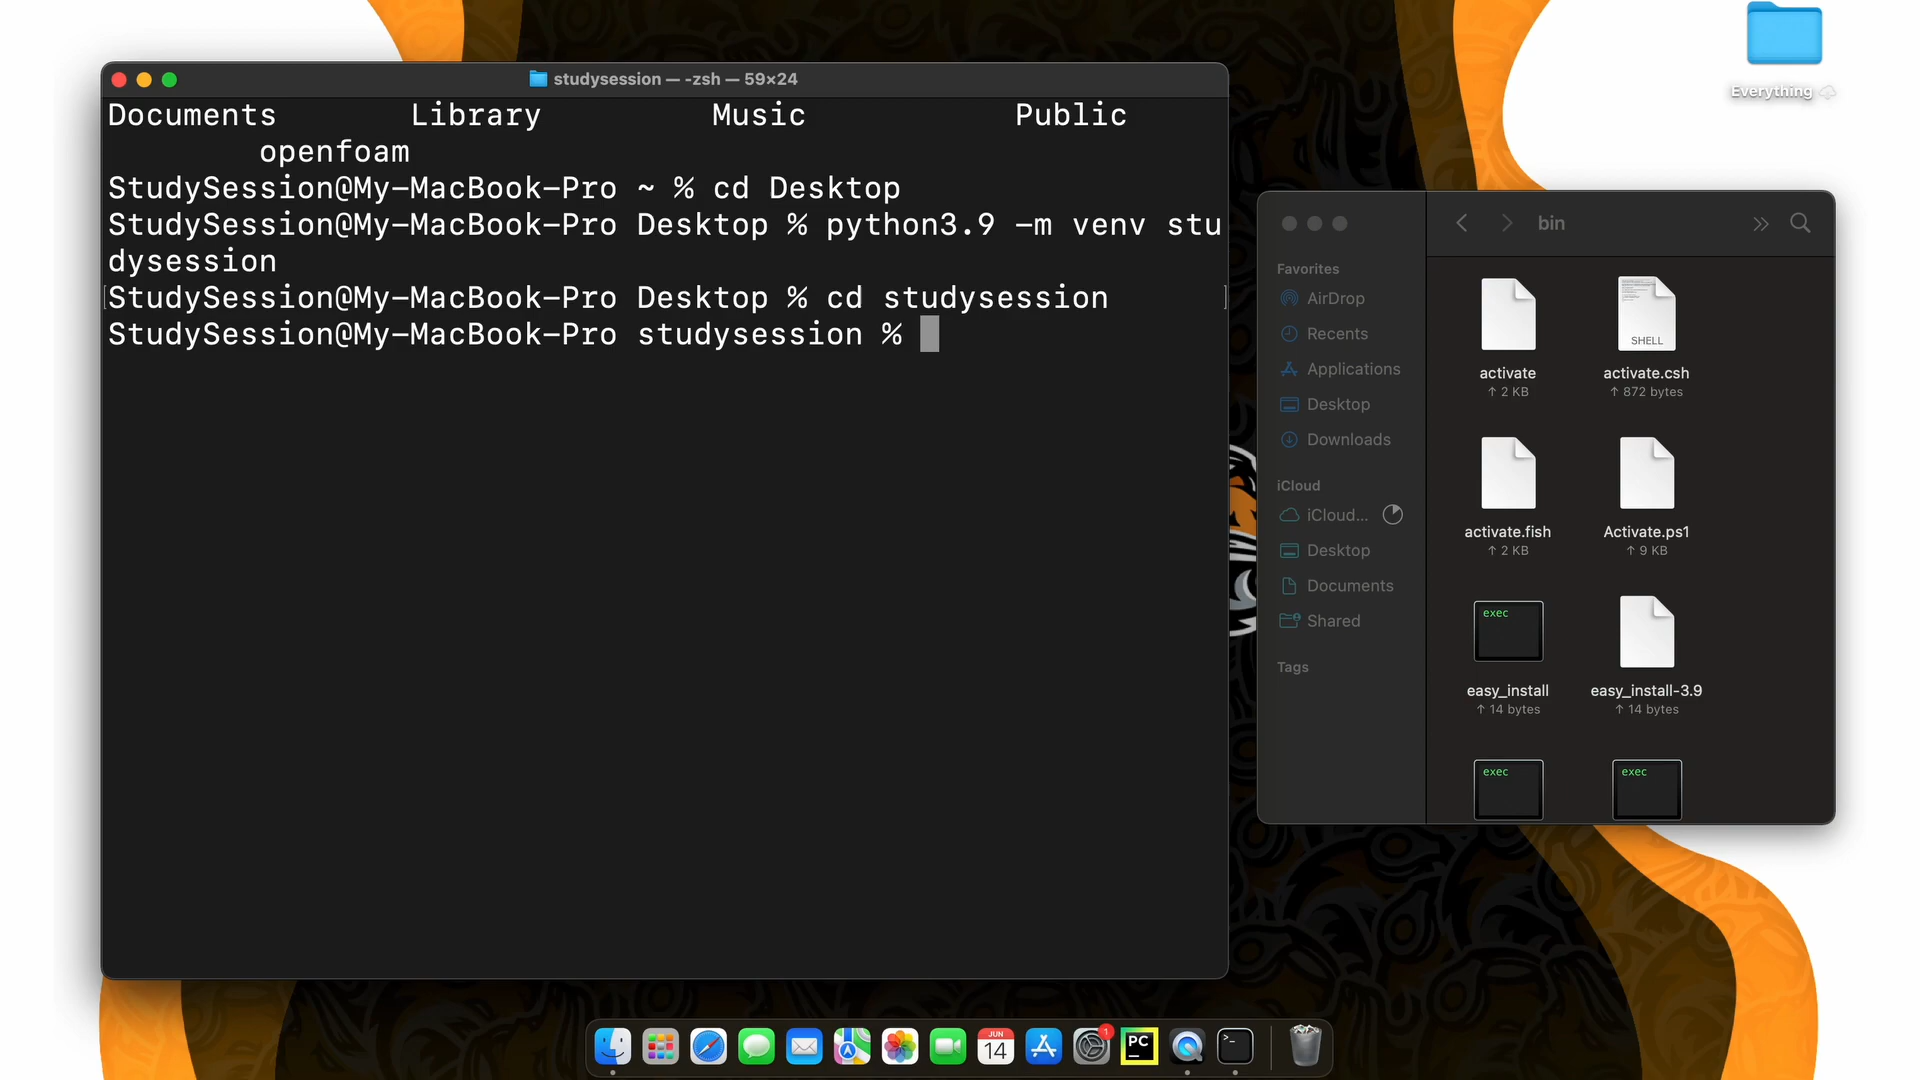 studysession — -zsh — 59×24
Documents Library Music Public
openfoam
StudySession@My-MacBook-Pro ~ % cd Desktop
StudySession@My-MacBook-Pro Desktop % python3.9 -m venv stu
dysession
[StudySession@My-MacBook-Pro Desktop % cd studysession ]
StudySession@My-MacBook-Pro studysession %
Everything
bin
Favorites
AirDrop
Recents
Applications
Desktop
Downloads
iCloud
iCloud...
Desktop
Documents
Shared
Tags
SHELL
activate activate.csh
↑ 2 KB ↑ 872 bytes
activate.fish Activate.ps1
↑ 2 KB ↑ 9 KB
exec
easy_install easy_install-3.9
↑ 14 bytes ↑ 14 bytes
exec exec
JUN
14
1
PC
>_